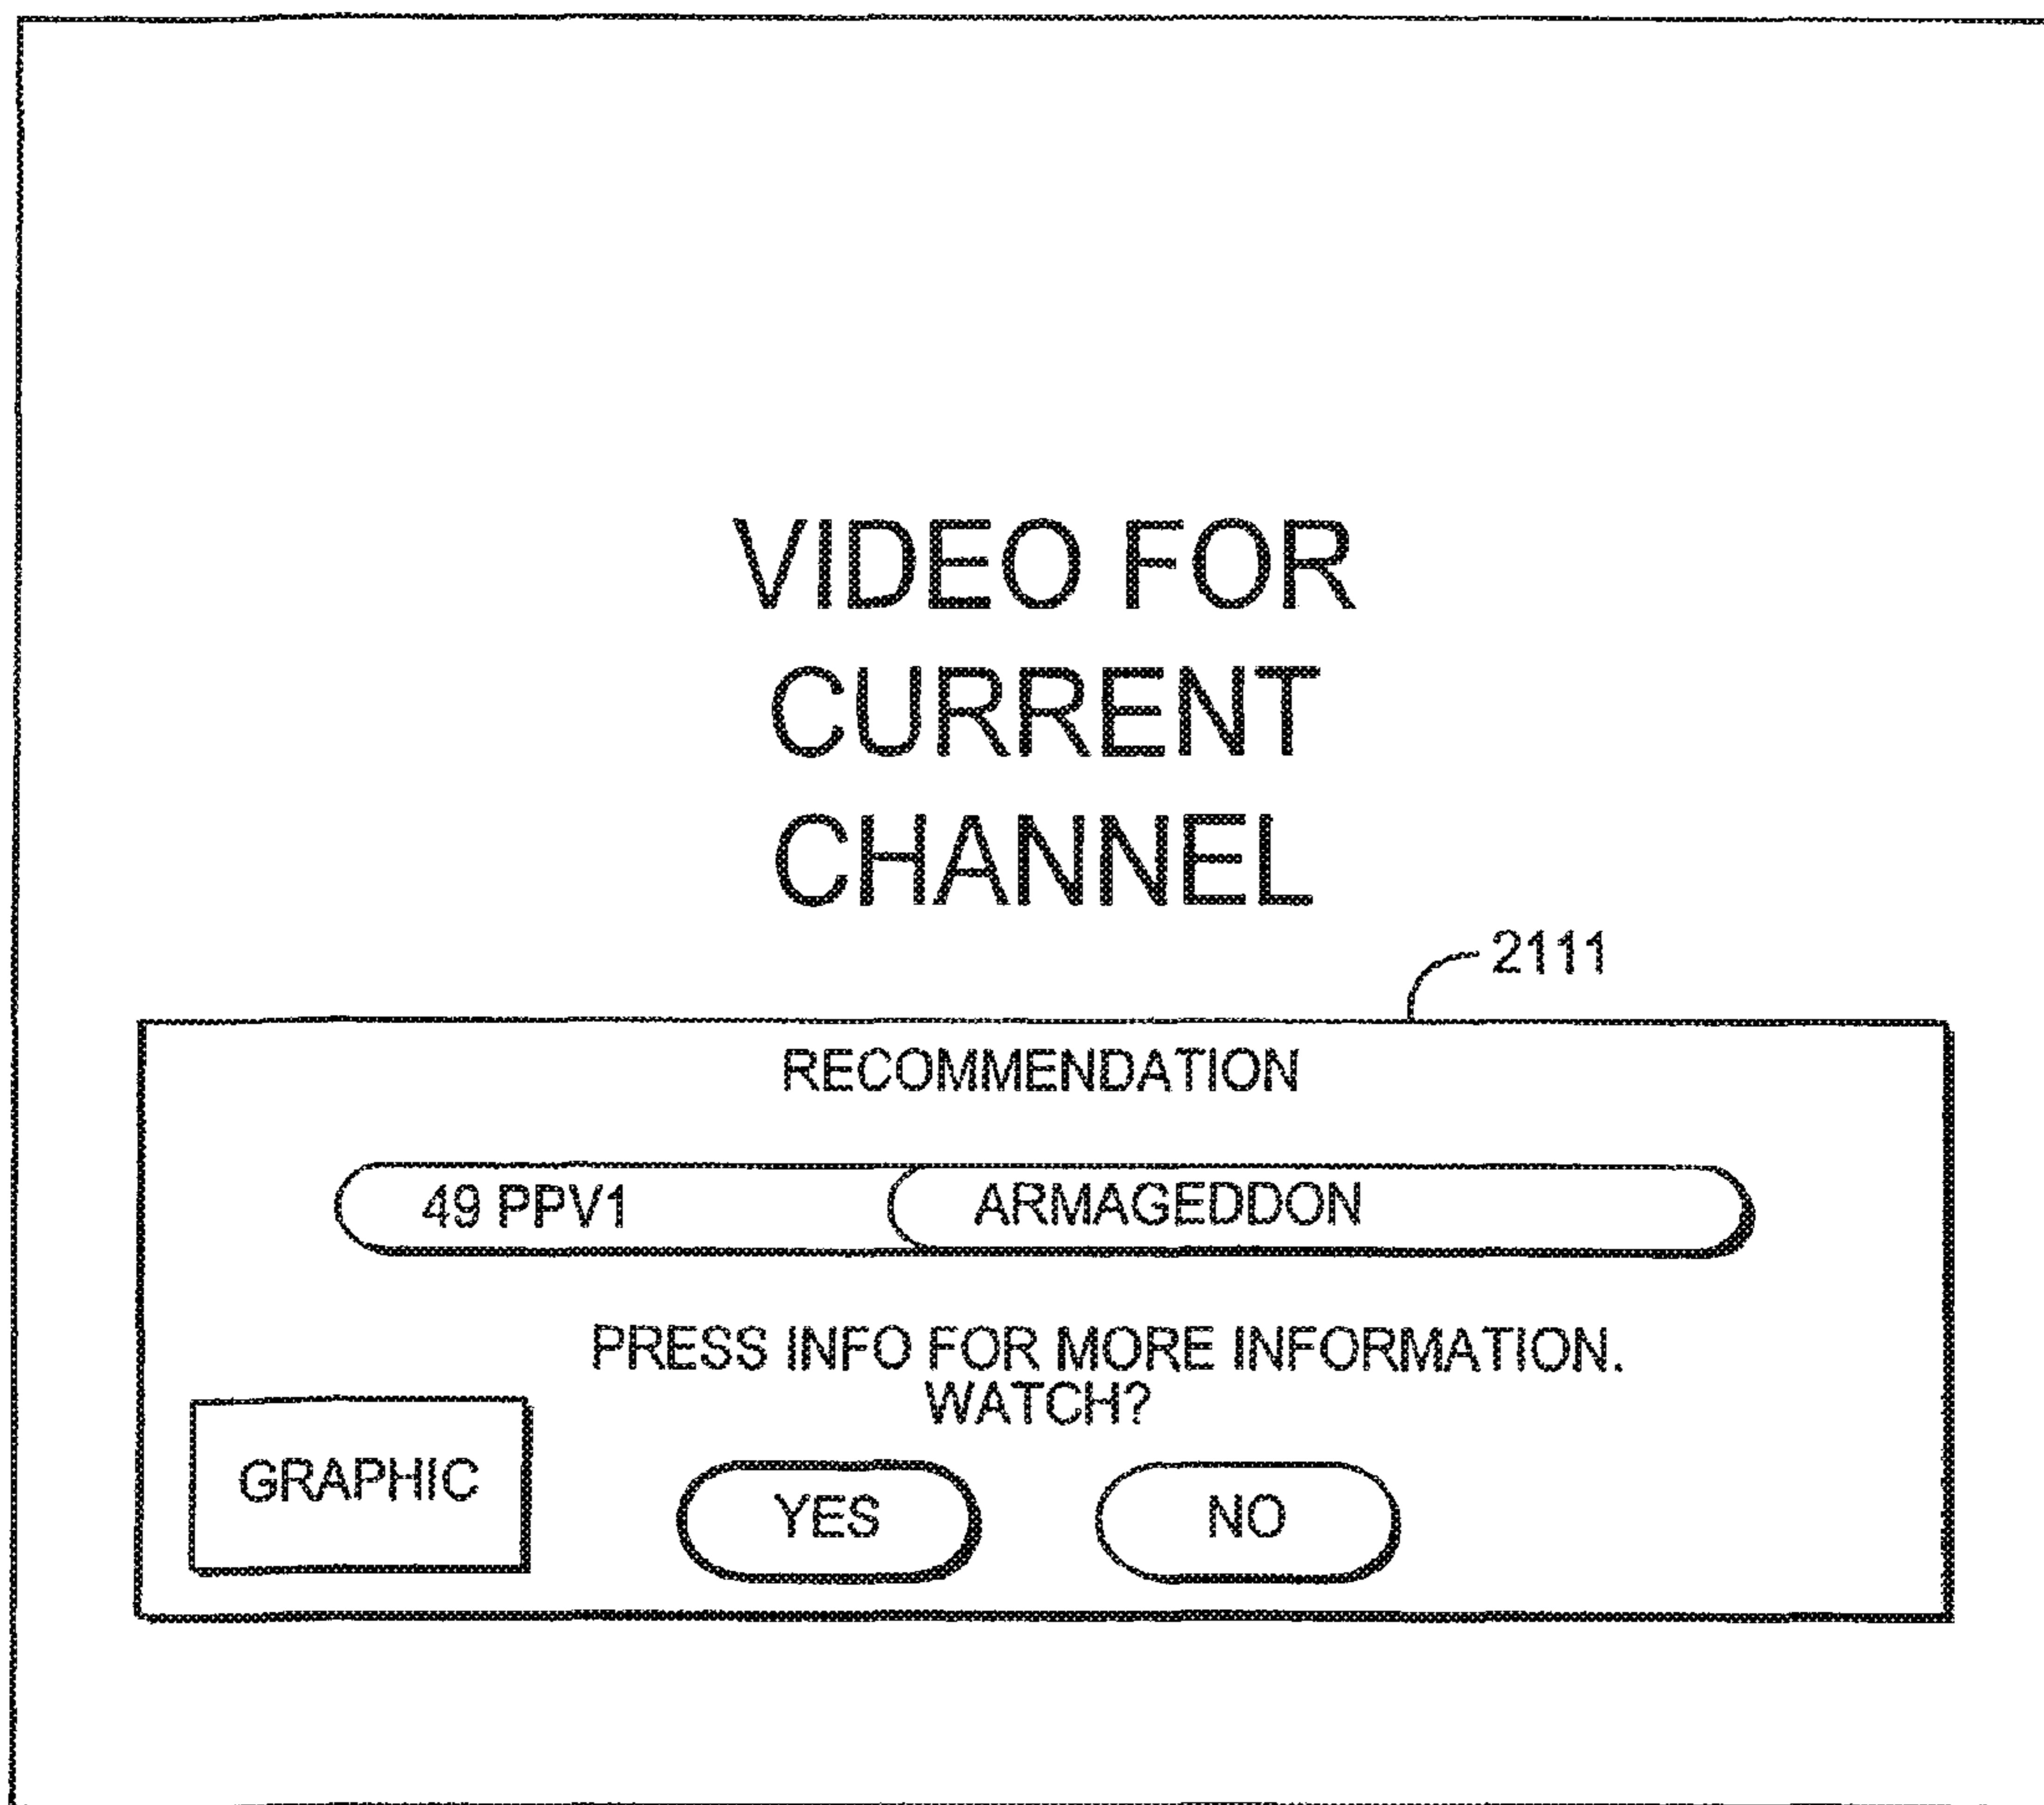 VIDEO FOR
CURRENT
CHANNEL
2111
RECOMMENDATION
49 PPV1 ARMAGEDDON
PRESS INFO FOR MORE INFORMATION.
WATCH?
GRAPHIC
YES NO